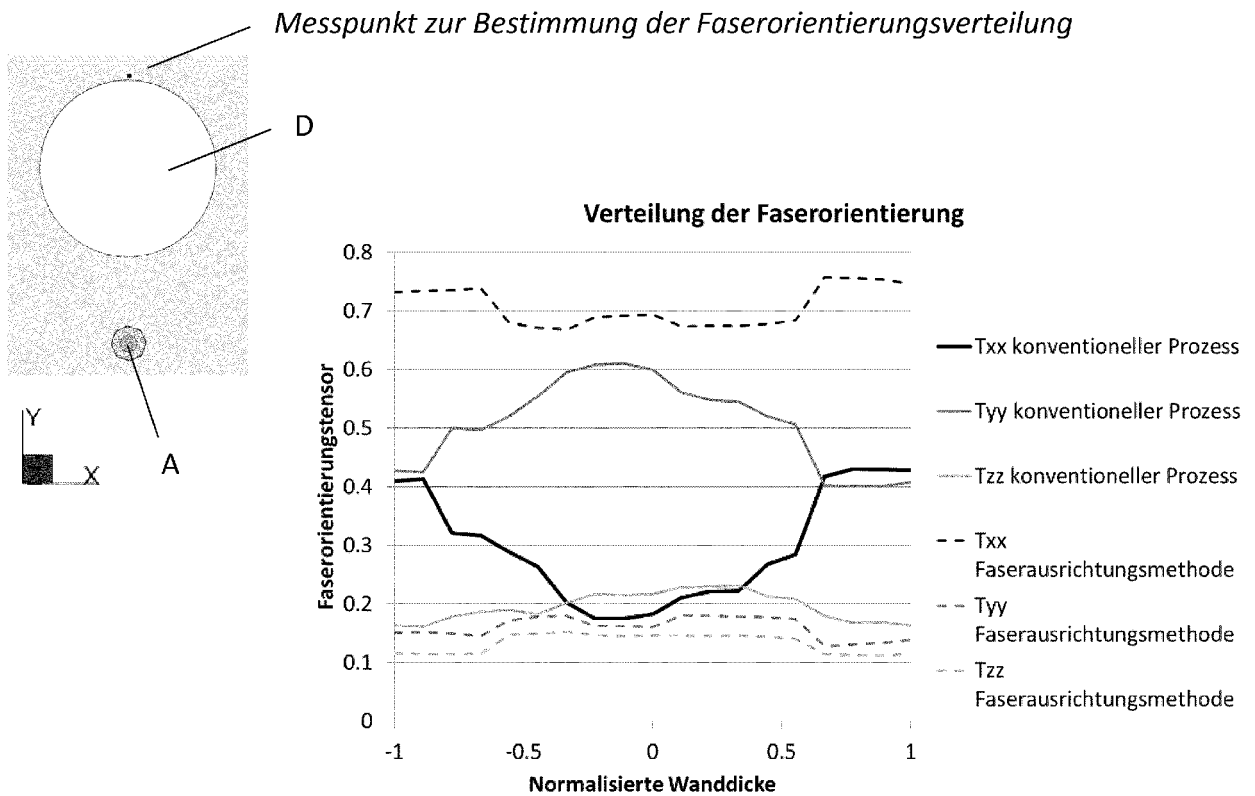 Messpunkt zur Bestimmung der Faserorientierungsverteilung
D
A
Y
X
Verteilung der Faserorientierung
Faserorientierungstensor
0.8
0.7
0.6
0.5
0.4
0.3
0.2
0.1
0
-1
-0.5
0
0.5
1
Normalisierte Wanddicke
Txx konventioneller Prozess
Tyy konventioneller Prozess
Tzz konventioneller Prozess
Txx
Faserausrichtungsmethode
Tyy
Faserausrichtungsmethode
Tzz
Faserausrichtungsmethode